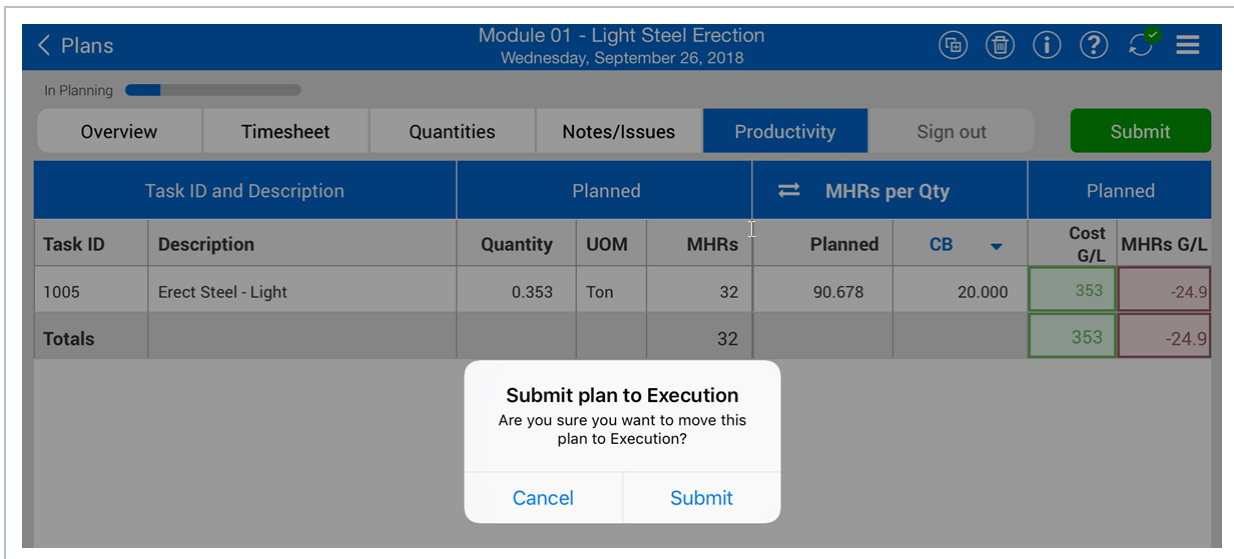 Plans
Module 01 - Light Steel Erection
Wednesday, September 26, 2018
In Planning
Overview Timesheet Quantities Notes/Issues Productivity Sign out Submit
Task ID and Description Planned MHRs per Qty Planned
Task ID Description Quantity UOM MHRs Planned CB Cost G/L MHRs G/L
1005 Erect Steel - Light 0.353 Ton 32 90.678 20.000 353 -24.9
Totals 32 353 -24.9
Submit plan to Execution
Are you sure you want to move this
plan to Execution?
Cancel Submit